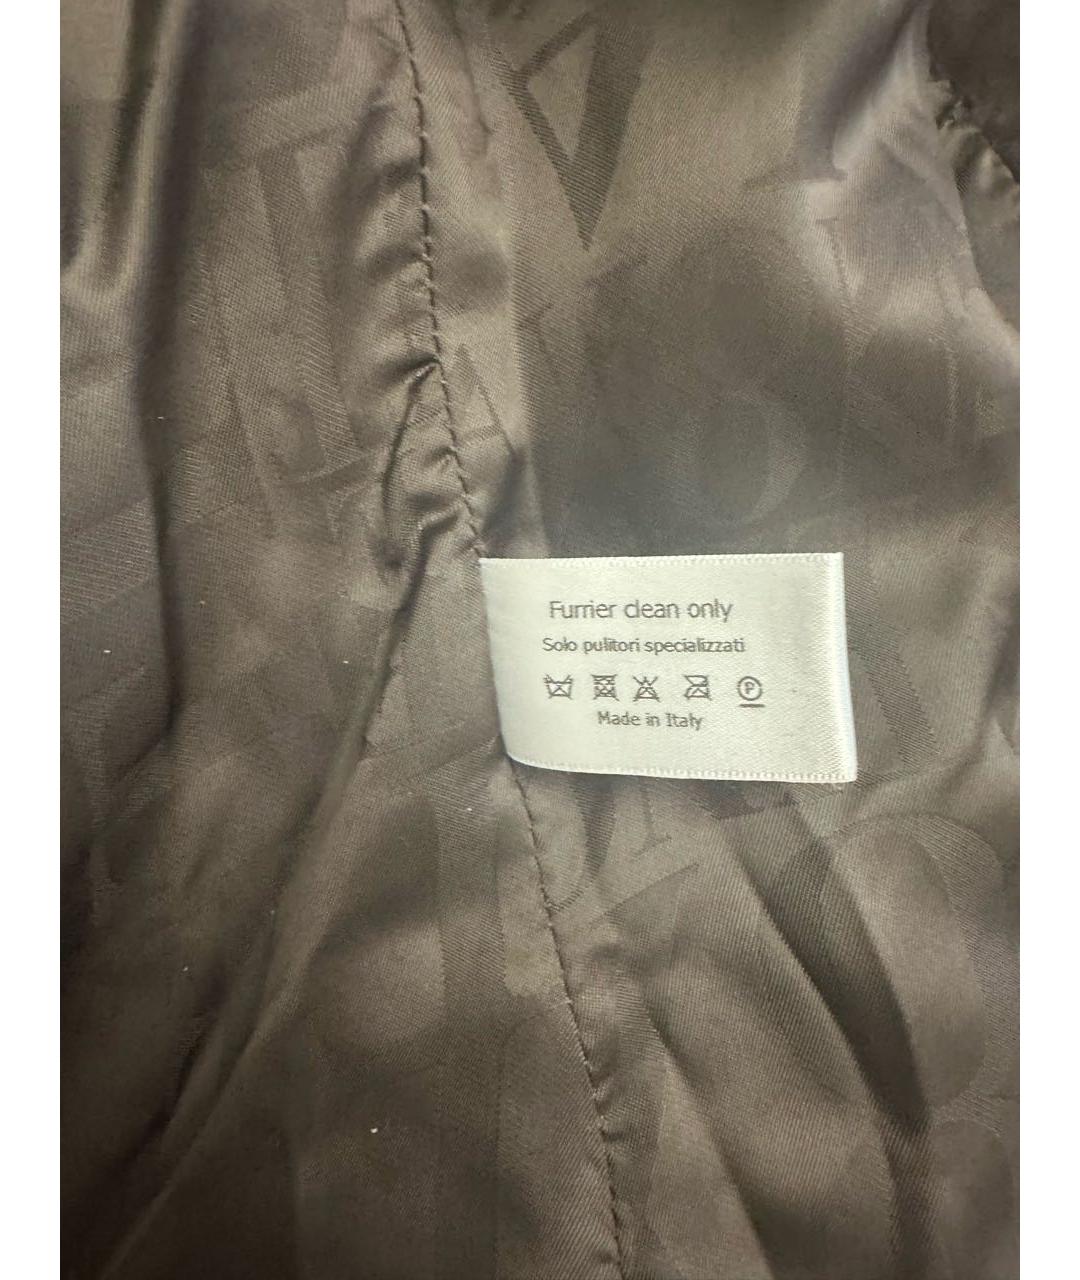 Furrier clean only
Solo pulitori specializzati
P
Made in Italy